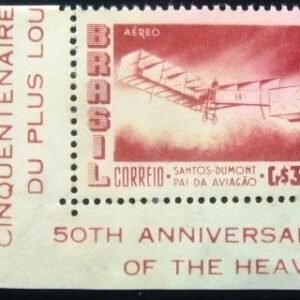 CINQUENTENAIRE
DU PLUS LOU
BRASIL
AÉREO
14
CORREIO · SANTOS-DUMONT
PAI DA AVIAÇÃO · Cr$3
50TH ANNIVERSA
OF THE HEAV